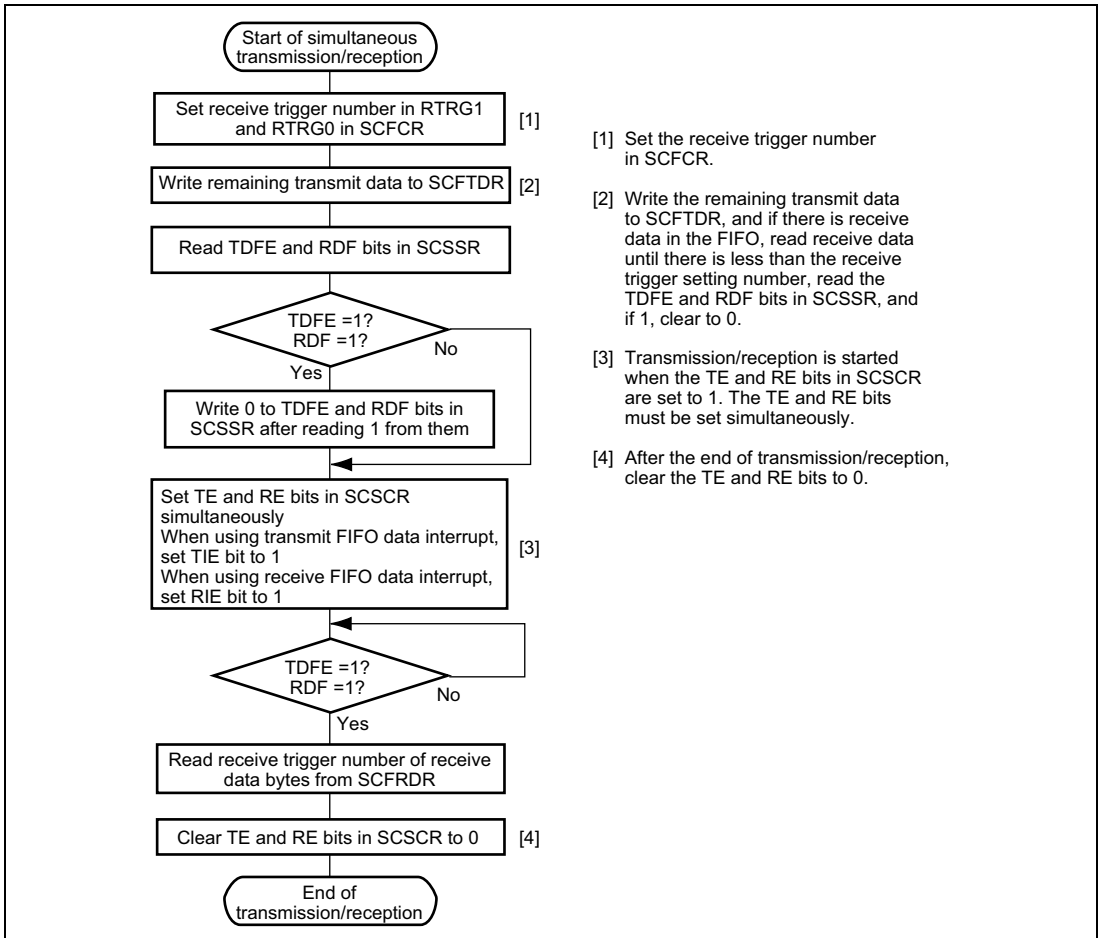 Start of simultaneous
transmission/reception
Set receive trigger number in RTRG1
and RTRG0 in SCFCR
[1]
Write remaining transmit data to SCFTDR
[2]
Read TDFE and RDF bits in SCSSR
TDFE =1?
RDF =1?
No
Yes
Write 0 to TDFE and RDF bits in
SCSSR after reading 1 from them
Set TE and RE bits in SCSCR
simultaneously
When using transmit FIFO data interrupt,
set TIE bit to 1
When using receive FIFO data interrupt,
set RIE bit to 1
[3]
TDFE =1?
RDF =1?
No
Yes
Read receive trigger number of receive
data bytes from SCFRDR
Clear TE and RE bits in SCSCR to 0
[4]
End of
transmission/reception
[1] Set the receive trigger number
in SCFCR.
[2] Write the remaining transmit data
to SCFTDR, and if there is receive
data in the FIFO, read receive data
until there is less than the receive
trigger setting number, read the
TDFE and RDF bits in SCSSR, and
if 1, clear to 0.
[3] Transmission/reception is started
when the TE and RE bits in SCSCR
are set to 1. The TE and RE bits
must be set simultaneously.
[4] After the end of transmission/reception,
clear the TE and RE bits to 0.